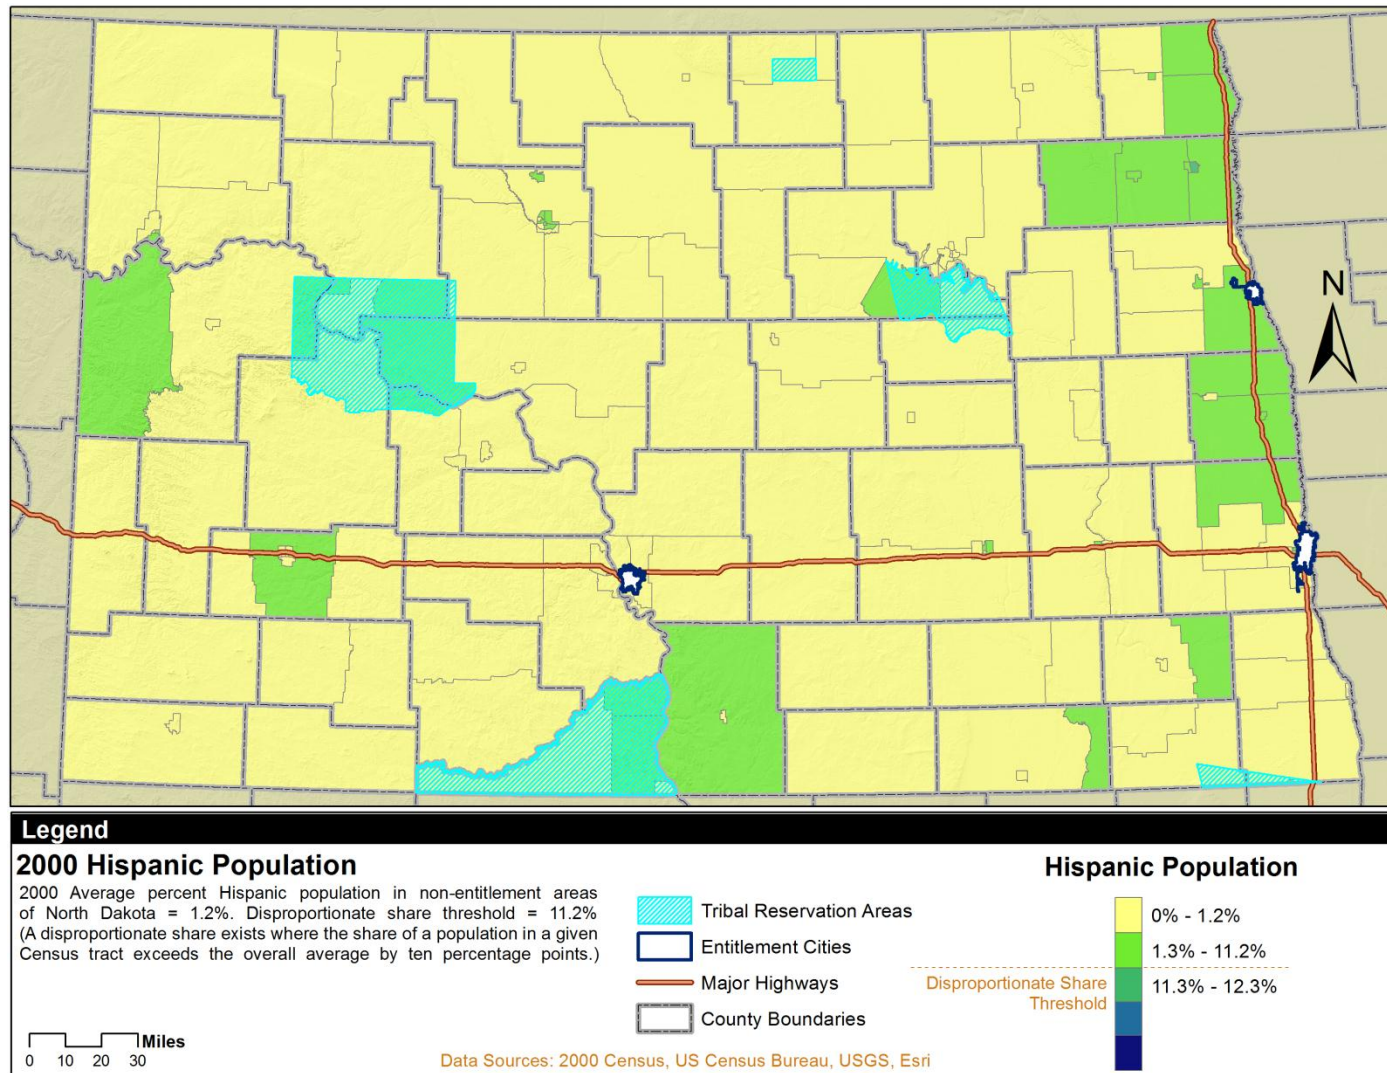 N
Legend
2000 Hispanic Population
2000 Average percent Hispanic population in non-entitlement areas
of North Dakota = 1.2%. Disproportionate share threshold = 11.2%
(A disproportionate share exists where the share of a population in a given
Census tract exceeds the overall average by ten percentage points.)
Miles
0 10 20 30
Tribal Reservation Areas
Entitlement Cities
Major Highways
County Boundaries
Data Sources: 2000 Census, US Census Bureau, USGS, Esri
Hispanic Population
0% - 1.2%
1.3% - 11.2%
Disproportionate Share
Threshold
11.3% - 12.3%